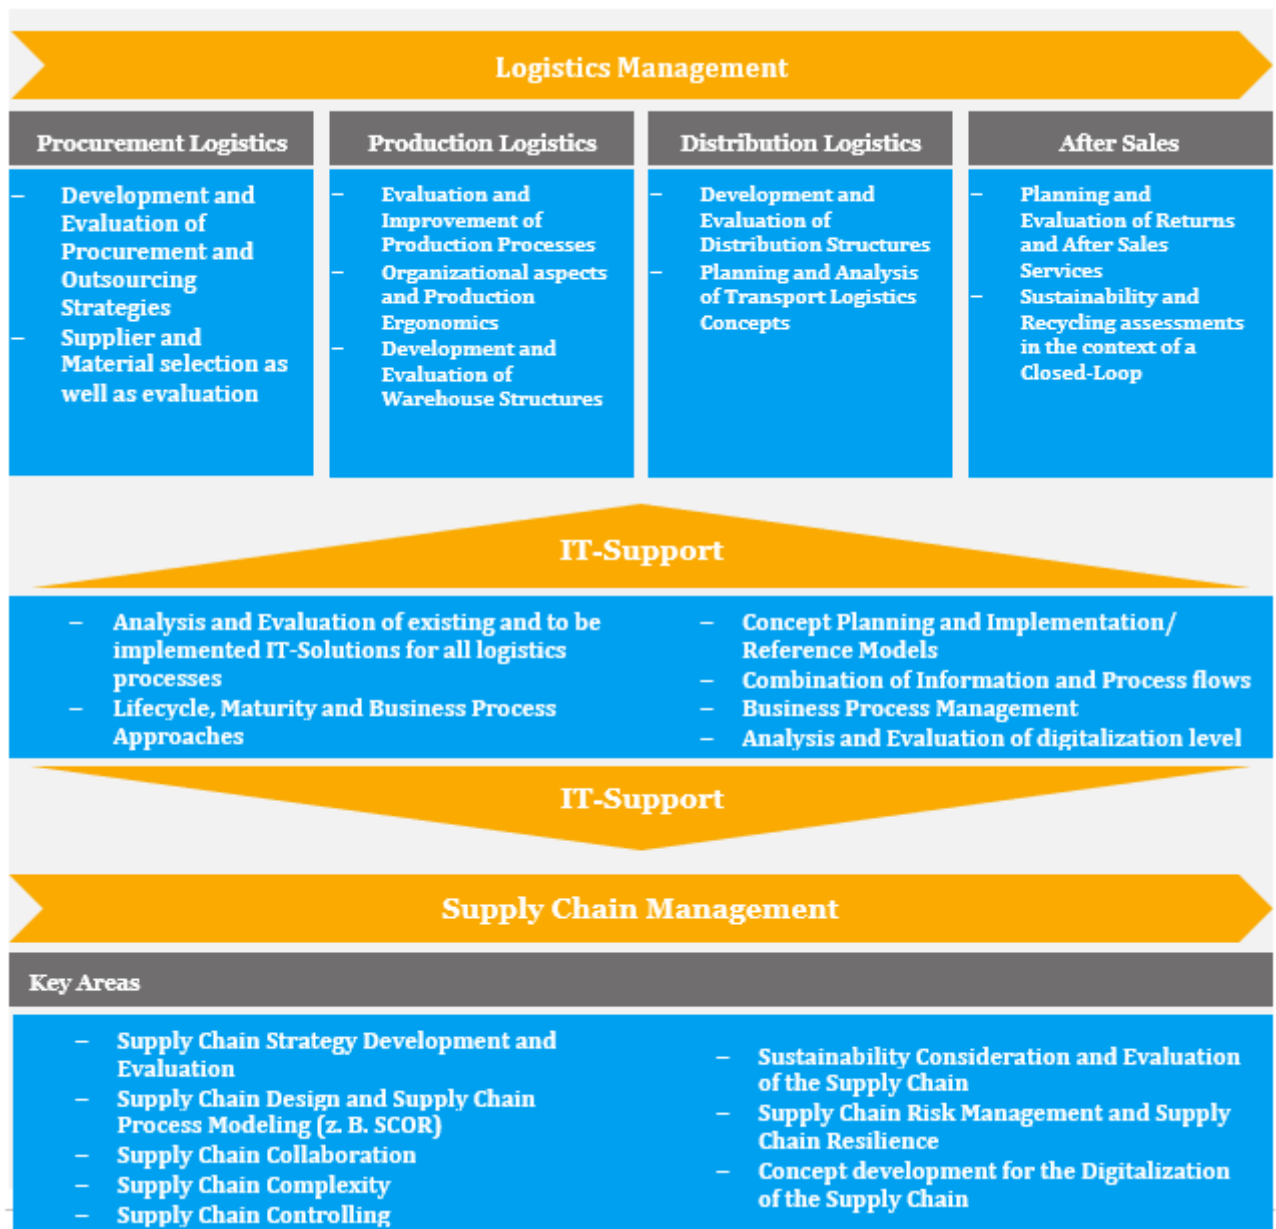 Logistics Management
Procurement Logistics
– Development and
Evaluation of
Procurement and
Outsourcing
Strategies
– Supplier and
Material selection as
well as evaluation
Production Logistics
– Evaluation and
Improvement of
Production Processes
– Organizational aspects
and Production
Ergonomics
– Development and
Evaluation of
Warehouse Structures
Distribution Logistics
– Development and
Evaluation of
Distribution Structures
– Planning and Analysis
of Transport Logistics
Concepts
After Sales
– Planning and
Evaluation of Returns
and After Sales
Services
– Sustainability and
Recycling assessments
in the context of a
Closed-Loop
IT-Support
– Analysis and Evaluation of existing and to be
implemented IT-Solutions for all logistics
processes
– Lifecycle, Maturity and Business Process
Approaches
– Concept Planning and Implementation/
Reference Models
– Combination of Information and Process flows
– Business Process Management
– Analysis and Evaluation of digitalization level
IT-Support
Supply Chain Management
Key Areas
– Supply Chain Strategy Development and
Evaluation
– Supply Chain Design and Supply Chain
Process Modeling (z. B. SCOR)
– Supply Chain Collaboration
– Supply Chain Complexity
– Supply Chain Controlling
– Sustainability Consideration and Evaluation
of the Supply Chain
– Supply Chain Risk Management and Supply
Chain Resilience
– Concept development for the Digitalization
of the Supply Chain